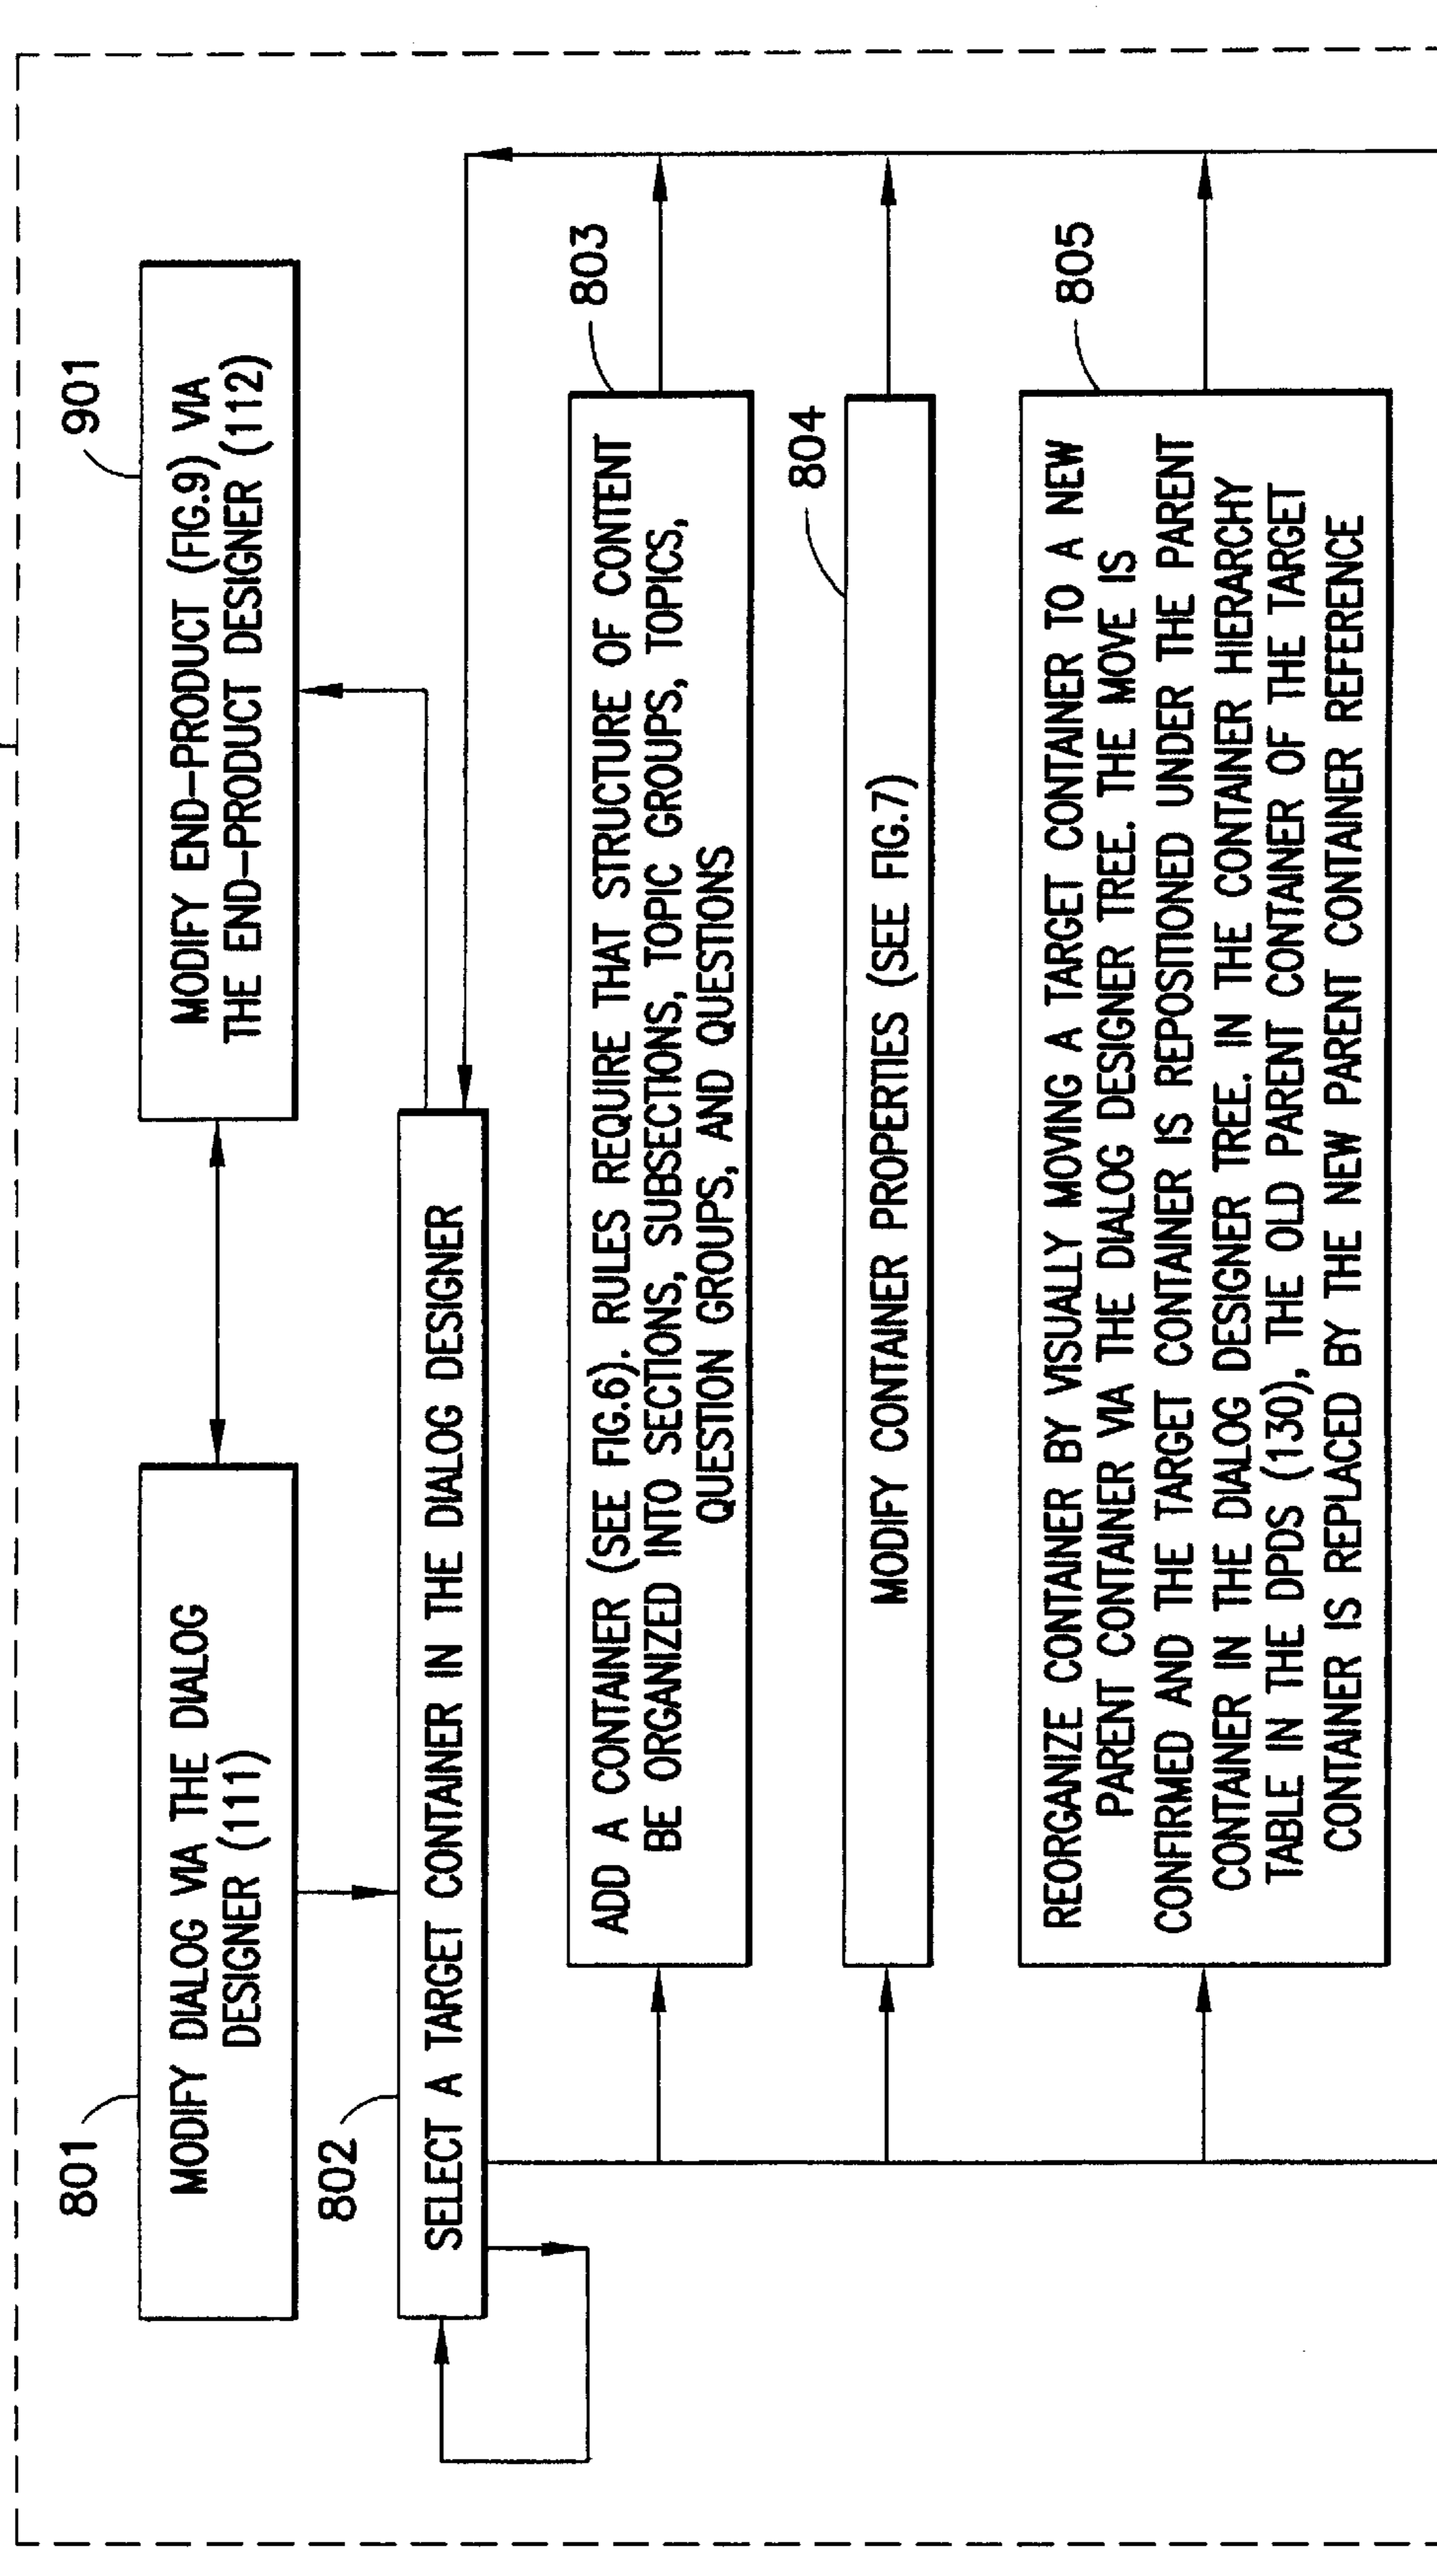 801
MODIFY DIALOG VIA THE DIALOG
DESIGNER (111)
901
MODIFY END-PRODUCT (FIG.9) VIA
THE END-PRODUCT DESIGNER (112)
802
SELECT A TARGET CONTAINER IN THE DIALOG DESIGNER
803
ADD A CONTAINER (SEE FIG.6). RULES REQUIRE THAT STRUCTURE OF CONTENT
BE ORGANIZED INTO SECTIONS, SUBSECTIONS, TOPIC GROUPS, TOPICS,
QUESTION GROUPS, AND QUESTIONS
804
MODIFY CONTAINER PROPERTIES (SEE FIG.7)
805
REORGANIZE CONTAINER BY VISUALLY MOVING A TARGET CONTAINER TO A NEW
PARENT CONTAINER VIA THE DIALOG DESIGNER TREE. THE MOVE IS
CONFIRMED AND THE TARGET CONTAINER IS REPOSITIONED UNDER THE PARENT
CONTAINER IN THE DIALOG DESIGNER TREE. IN THE CONTAINER HIERARCHY
TABLE IN THE DPDS (130), THE OLD PARENT CONTAINER OF THE TARGET
CONTAINER IS REPLACED BY THE NEW PARENT CONTAINER REFERENCE